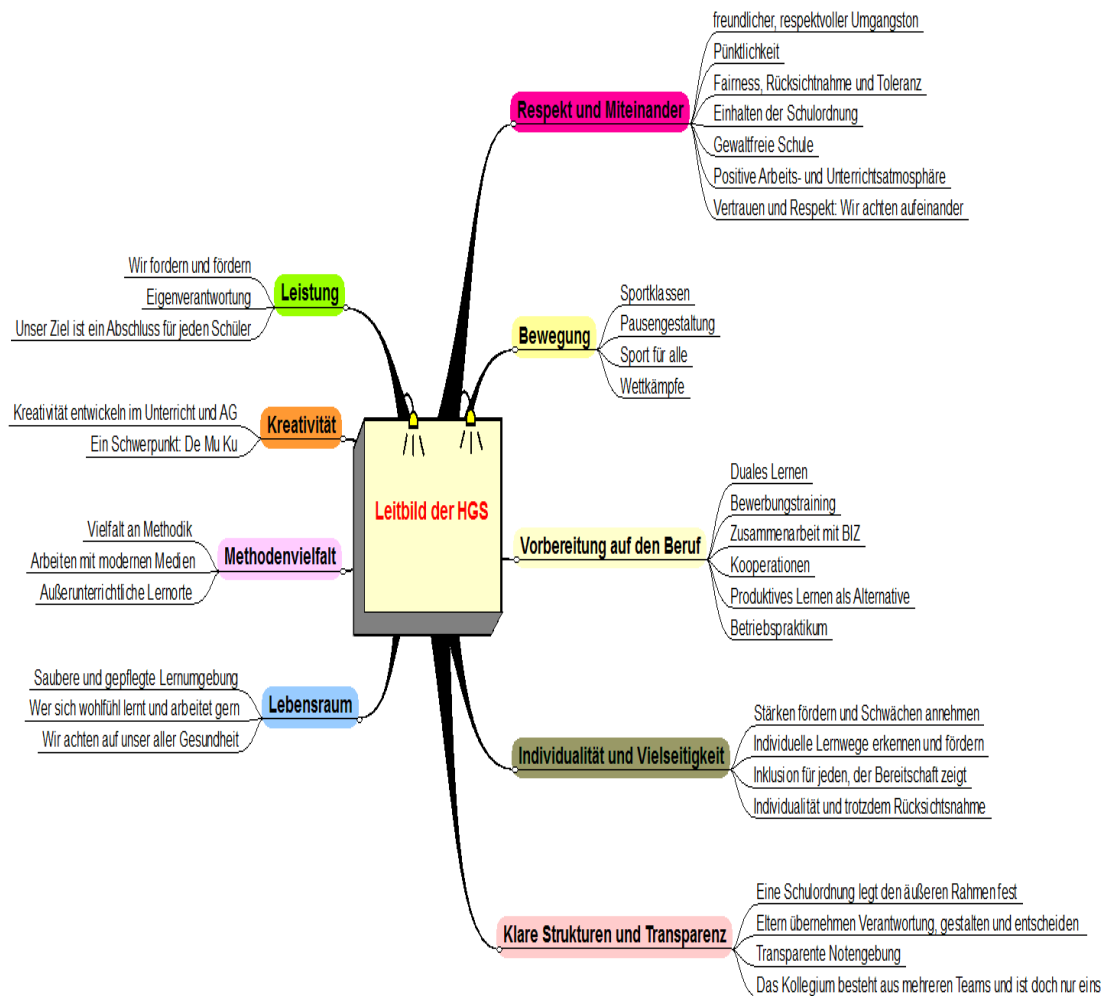 Leitbild der HGS
Respekt und Miteinander
freundlicher, respektvoller Umgangston
Pünktlichkeit
Fairness, Rücksichtnahme und Toleranz
Einhalten der Schulordnung
Gewaltfreie Schule
Positive Arbeits- und Unterrichtsatmosphäre
Vertrauen und Respekt: Wir achten aufeinander
Bewegung
Sportklassen
Pausengestaltung
Sport für alle
Wettkämpfe
Vorbereitung auf den Beruf
Duales Lernen
Bewerbungstraining
Zusammenarbeit mit BIZ
Kooperationen
Produktives Lernen als Alternative
Betriebspraktikum
Individualität und Vielseitigkeit
Stärken fördern und Schwächen annehmen
Individuelle Lernwege erkennen und fördern
Inklusion für jeden, der Bereitschaft zeigt
Individualität und trotzdem Rücksichtsnahme
Klare Strukturen und Transparenz
Eine Schulordnung legt den äußeren Rahmen fest
Eltern übernehmen Verantwortung, gestalten und entscheiden
Transparente Notengebung
Das Kollegium besteht aus mehreren Teams und ist doch nur eins
Leistung
Wir fordern und fördern
Eigenverantwortung
Unser Ziel ist ein Abschluss für jeden Schüler
Kreativität
Kreativität entwickeln im Unterricht und AG
Ein Schwerpunkt: De Mu Ku
Methodenvielfalt
Vielfalt an Methodik
Arbeiten mit modernen Medien
Außerunterrichtliche Lernorte
Lebensraum
Saubere und gepflegte Lernumgebung
Wer sich wohlfühl lernt und arbeitet gern
Wir achten auf unser aller Gesundheit